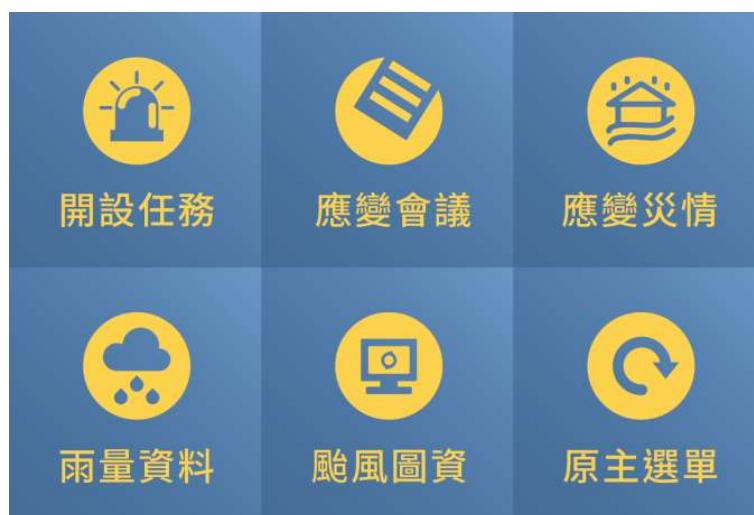 開設任務
應變會議
應變災情
雨量資料
颱風圖資
原主選單